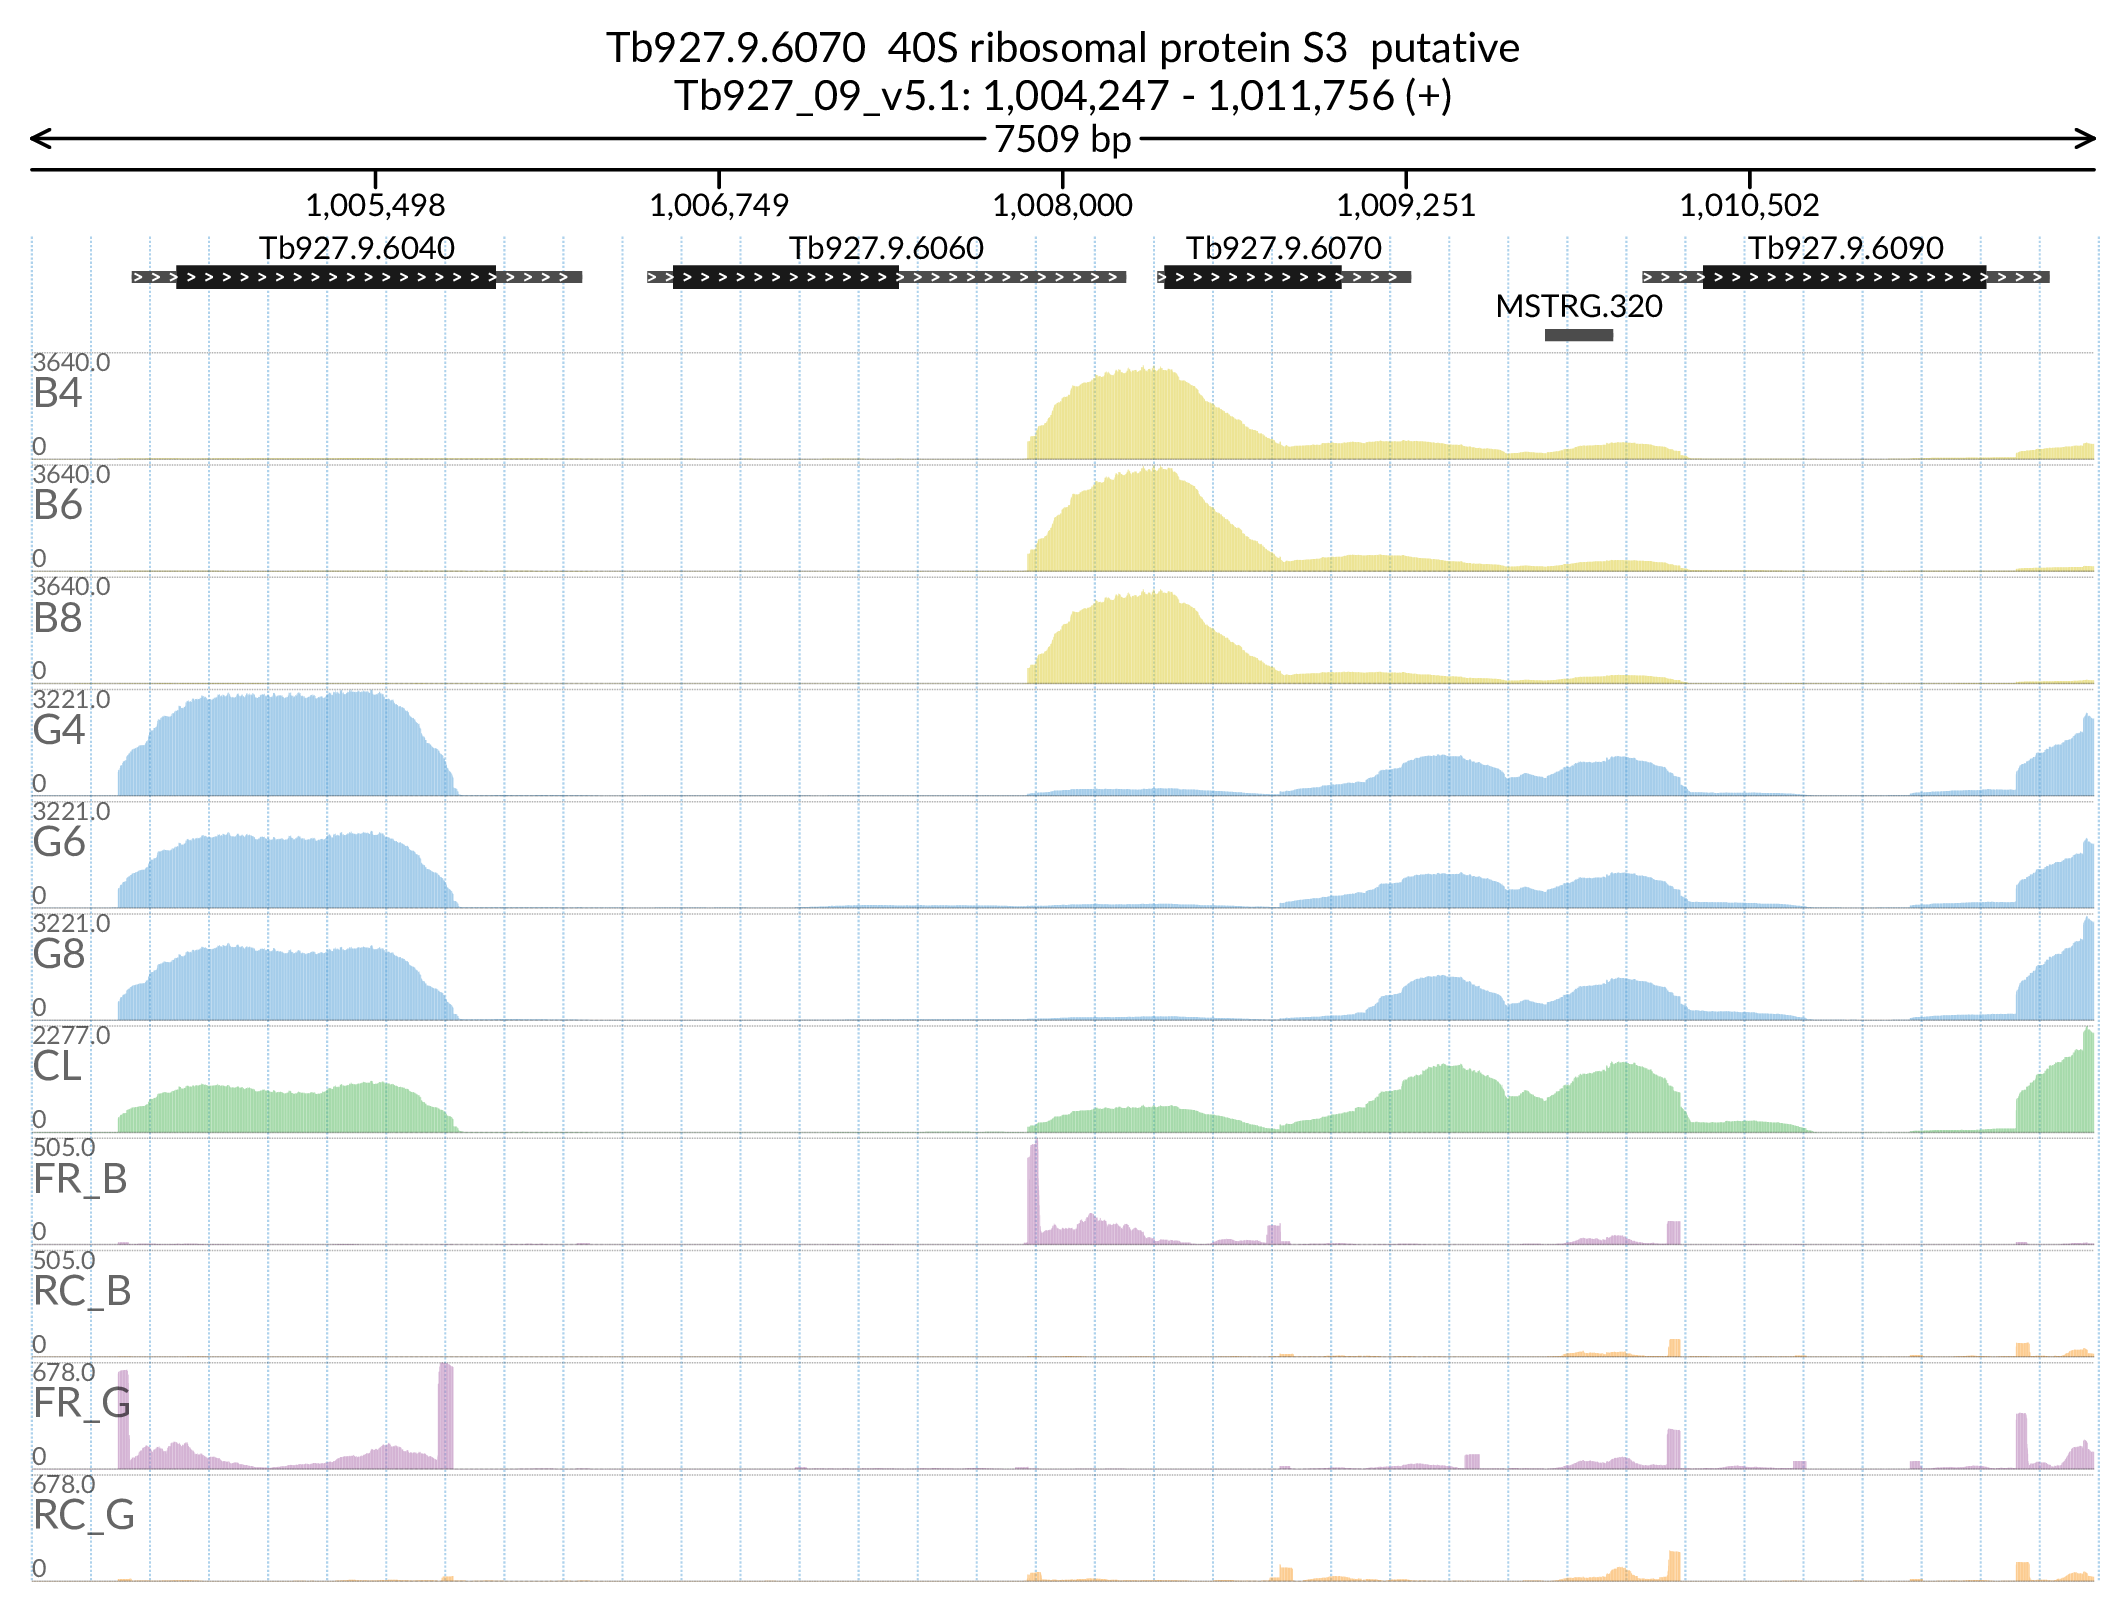 Tb927.9.6070 40S ribosomal protein S3 putative
Tb927_09_v5.1: 1,004,247 - 1,011,756 (+)
7509 bp
1,005,498 1,006,749 1,008,000 1,009,251 1,010,502
Tb927.9.6040 Tb927.9.6060 Tb927.9.6070 Tb927.9.6090
MSTRG.320
3640.0
B4
0
3640.0
B6
0
3640.0
B8
0
3221.0
G4
0
3221.0
G6
0
3221.0
G8
0
2277.0
CL
0
505.0
FR_B
0
505.0
RC_B
0
678.0
FR_G
0
678.0
RC_G
0